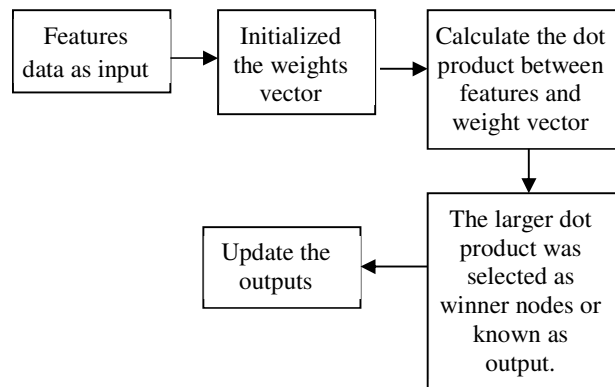 Features
data as input
Initialized
the weights
vector
Calculate the dot
product between
features and
weight vector
The larger dot
product was
selected as
winner nodes or
known as
output.
Update the
outputs